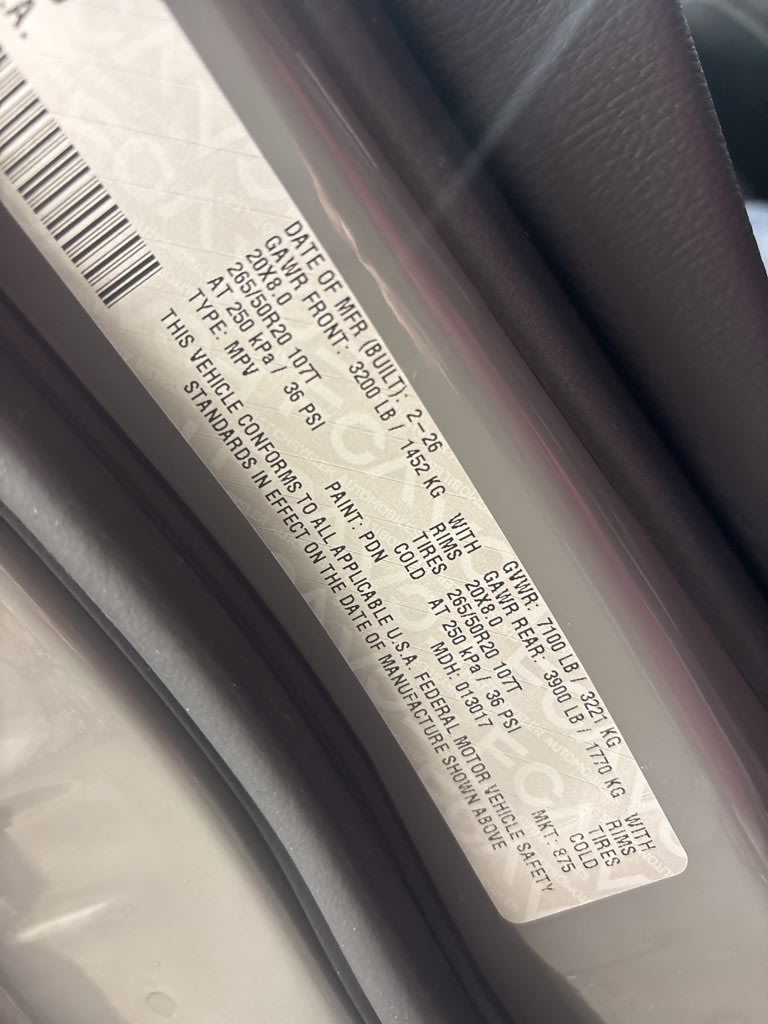 .A.
DATE OF MFR (BUILT): 2-26 GVWR: 7100 LB / 3221 KG
GAWR FRONT: 3200 LB / 1452 KG WITH GAWR REAR: 3900 LB / 1770 KG WITH
20X8.0 RIMS 20X8.0 RIMS
265/50R20 107T TIRES 265/50R20 107T TIRES
AT 250 kPa / 36 PSI COLD AT 250 kPa / 36 PSI COLD
TYPE: MPV PAINT: PDN MDH: 013017 MKT: 875
THIS VEHICLE CONFORMS TO ALL APPLICABLE U.S.A. FEDERAL MOTOR VEHICLE SAFETY
STANDARDS IN EFFECT ON THE DATE OF MANUFACTURE SHOWN ABOVE